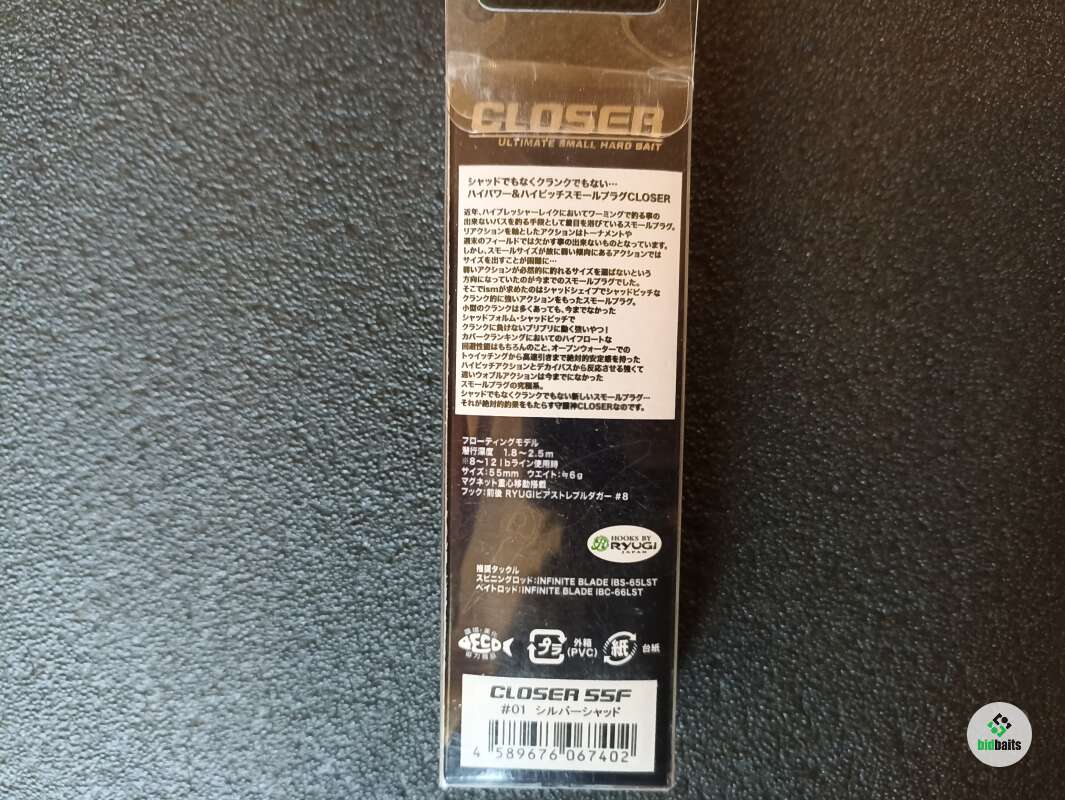 CLOSER
ULTIMATE SMALL HARD BAIT
シャッドでもなくクランクでもない…
ハイパワー&ハイピッチスモールプラグCLOSER
近年、ハイプレッシャーレイクにおいてワーミングで釣る事の
出来ないバスを釣る手段として着目を浴びているスモールプラグ。
リアクションを軸としたアクションはトーナメントや
週末のフィールドでは欠かす事の出来ないものとなっています。
しかし、スモールサイズが故に弱い傾向にあるアクションでは
サイズを出すことが困難に…
弱いアクションが必然的に釣れるサイズを選ばないという
方向になっていたのが今までのスモールプラグでした。
そこでismが求めたのはシャッドシェイプでシャッドピッチな
クランク的に強いアクションをもったスモールプラグ。
小型のクランクは多くあっても、今までなかった
シャッドフォルム・シャッドピッチで
クランクに負けないブリブリに動く強いやつ!
カバークランキングにおいてのハイフロートな
回避性能はもちろんのこと、オープンウォーターでの
トゥイッチングから高速引きまで絶対的安定感を持った
ハイピッチアクションとデカイバスから反応させる強くて
速いウォブルアクションは今までになかった
スモールプラグの究極系。
シャッドでもなくクランクでもない新しいスモールプラグ…
それが絶対的釣果をもたらす守護神CLOSERなのです。
フローティングモデル
潜行深度 1.8〜2.5m
※8〜12lbライン使用時
サイズ:55mm ウエイト:≒6g
マグネット重心移動搭載
フック:前後 RYUGIピアストレブルダガー #8
HOOKS BY
RYUGI
JAPAN
推奨タックル
スピニングロッド:INFINITE BLADE IBS-65LST
ベイトロッド:INFINITE BLADE IBC-66LST
ECO
プラ
外箱
(PVC)
紙
台紙
CLOSER 55F
#01 シルバーシャッド
4 589676 067402
bidbaits